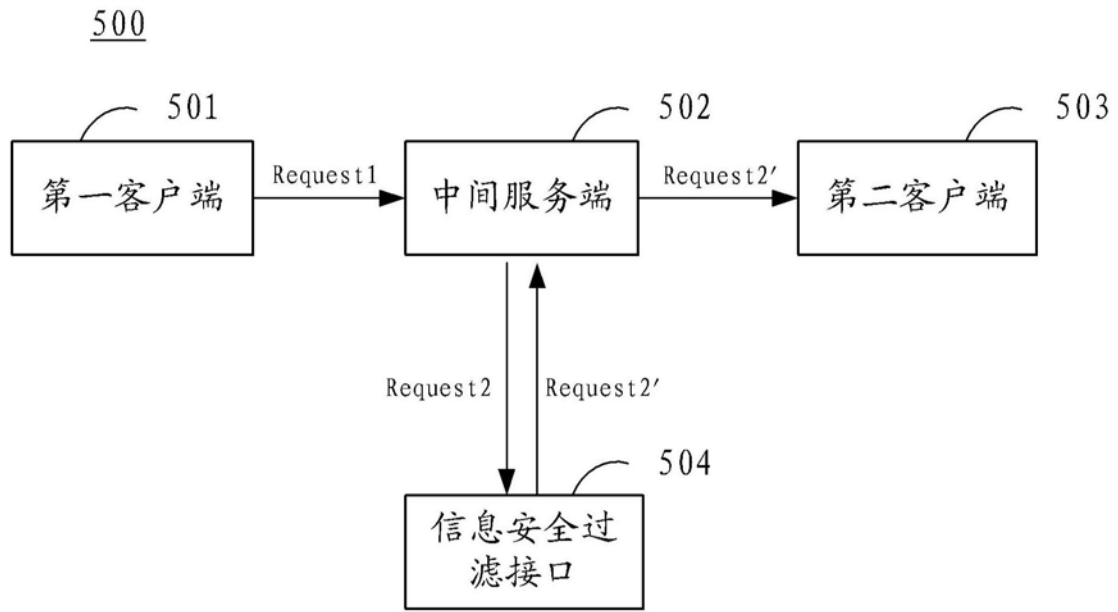 500
501
502
503
第一客户端
Request1
中间服务端
Request2′
第二客户端
Request2
Request2′
504
信息安全过
滤接口